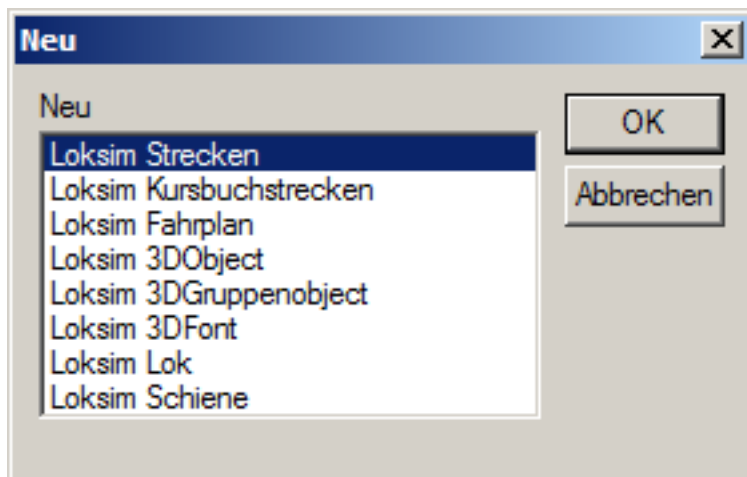 Neu
Neu
Loksim Strecken
Loksim Kursbuchstrecken
Loksim Fahrplan
Loksim 3DObject
Loksim 3DGruppenobject
Loksim 3DFont
Loksim Lok
Loksim Schiene
OK
Abbrechen